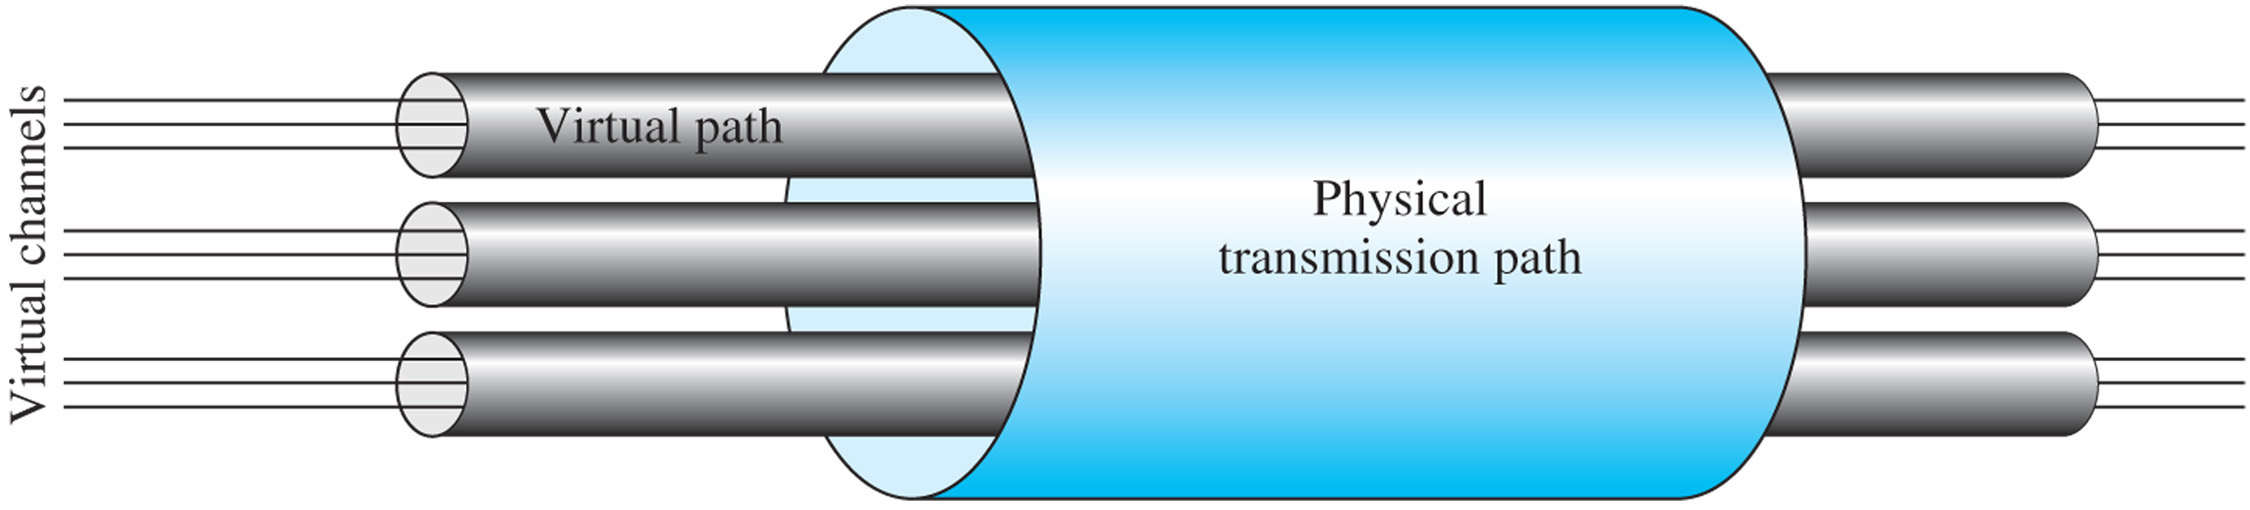 Virtual channels
Virtual path
Physical
transmission path